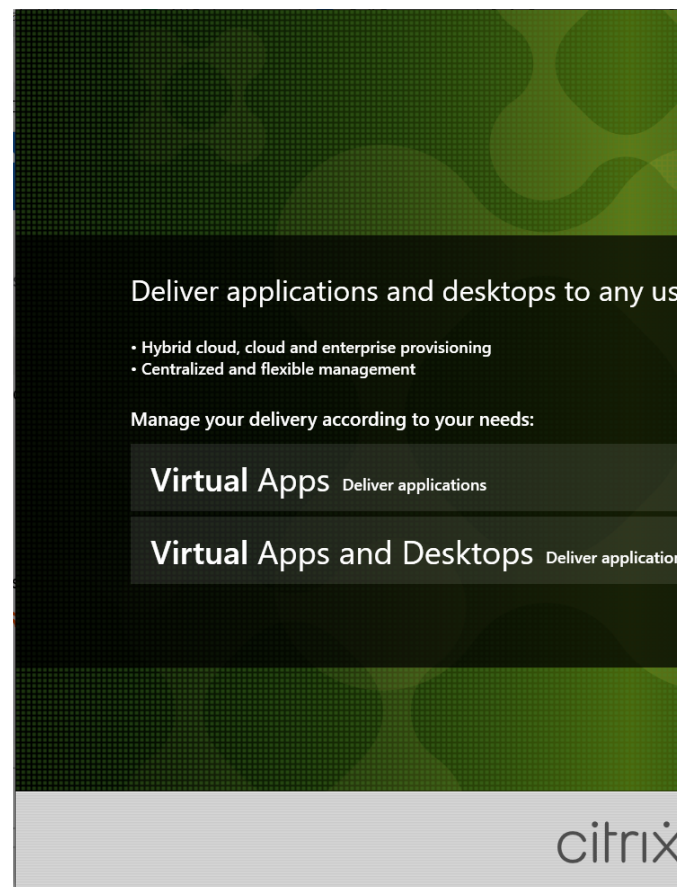 Deliver applications and desktops to any us
• Hybrid cloud, cloud and enterprise provisioning
• Centralized and flexible management
Manage your delivery according to your needs:
Virtual Apps Deliver applications
Virtual Apps and Desktops Deliver application
citrix